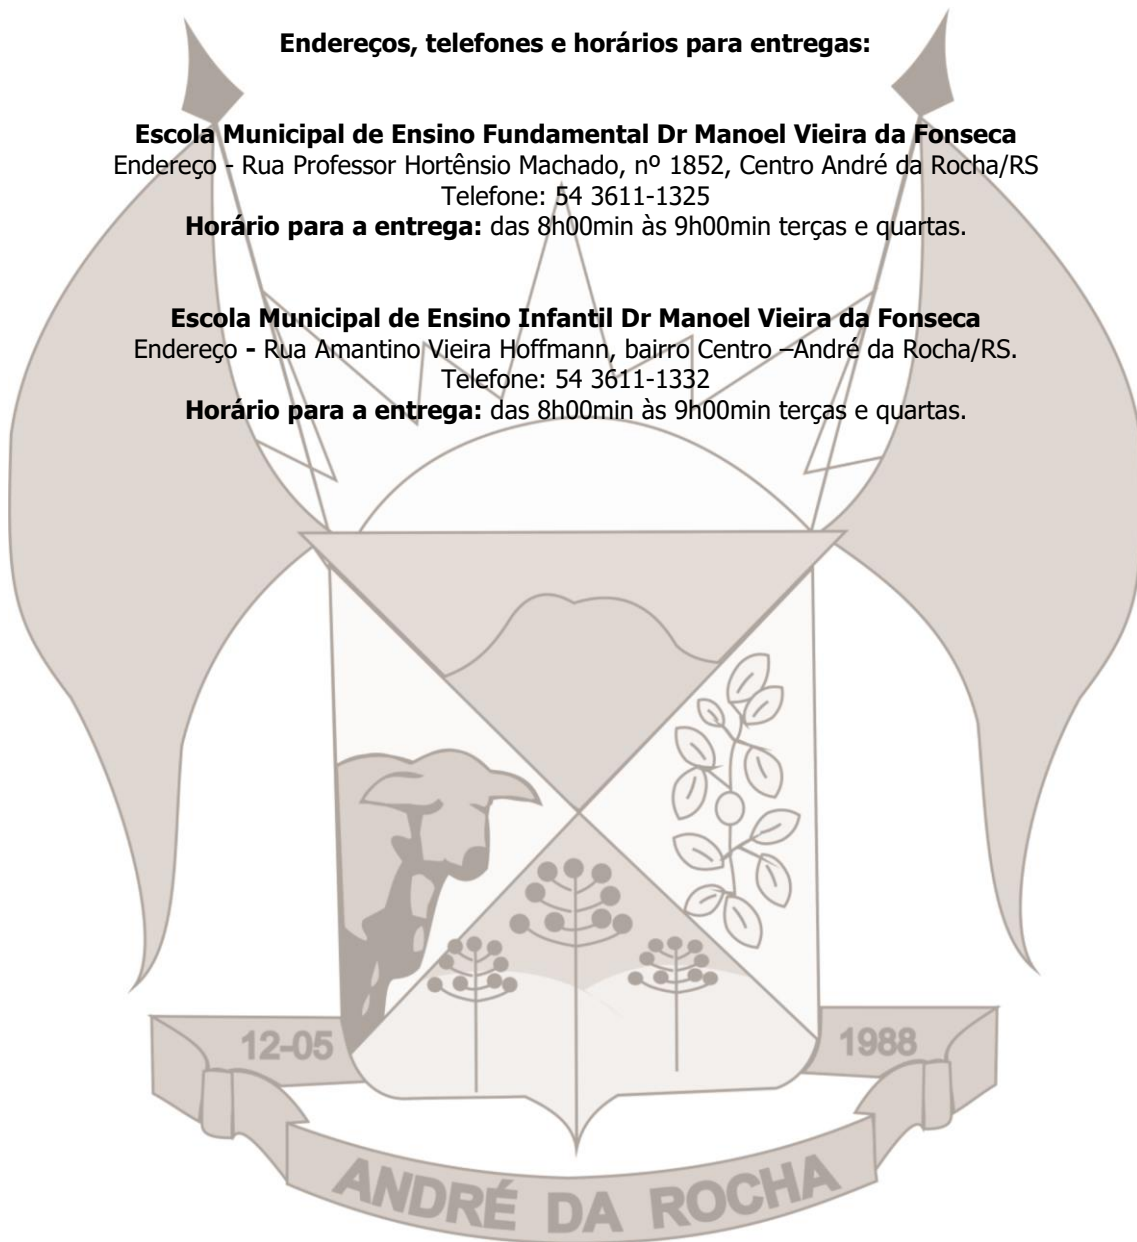 Endereços, telefones e horários para entregas:
Escola Municipal de Ensino Fundamental Dr Manoel Vieira da Fonseca
Endereço - Rua Professor Hortênsio Machado, nº 1852, Centro André da Rocha/RS
Telefone: 54 3611-1325
Horário para a entrega: das 8h00min às 9h00min terças e quartas.
Escola Municipal de Ensino Infantil Dr Manoel Vieira da Fonseca
Endereço - Rua Amantino Vieira Hoffmann, bairro Centro –André da Rocha/RS.
Telefone: 54 3611-1332
Horário para a entrega: das 8h00min às 9h00min terças e quartas.
12-05 1988
ANDRÉ DA ROCHA